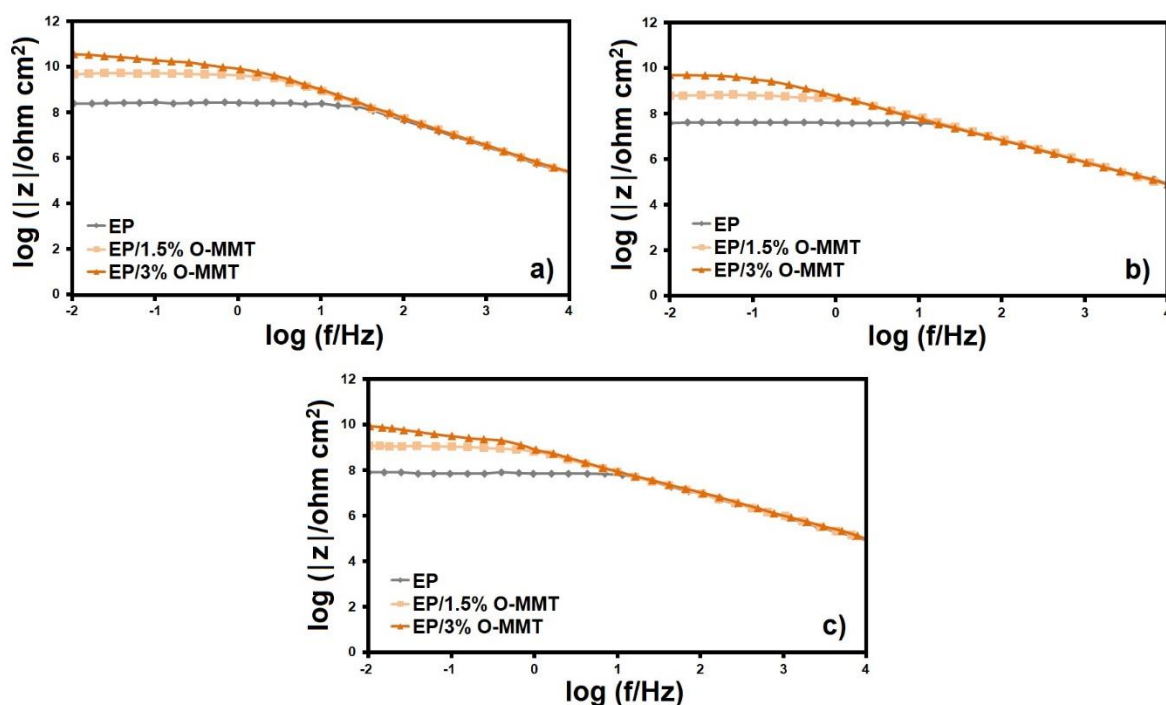 12
10
8
6
4
2
0
-2 -1 0 1 2 3 4
log (|z|/ohm cm²)
log (f/Hz)
EP
EP/1.5% O-MMT
EP/3% O-MMT
a)
12
10
8
6
4
2
0
-2 -1 0 1 2 3 4
log (|z|/ohm cm²)
log (f/Hz)
EP
EP/1.5% O-MMT
EP/3% O-MMT
b)
12
10
8
6
4
2
0
-2 -1 0 1 2 3 4
log (|z|/ohm cm²)
log (f/Hz)
EP
EP/1.5% O-MMT
EP/3% O-MMT
c)